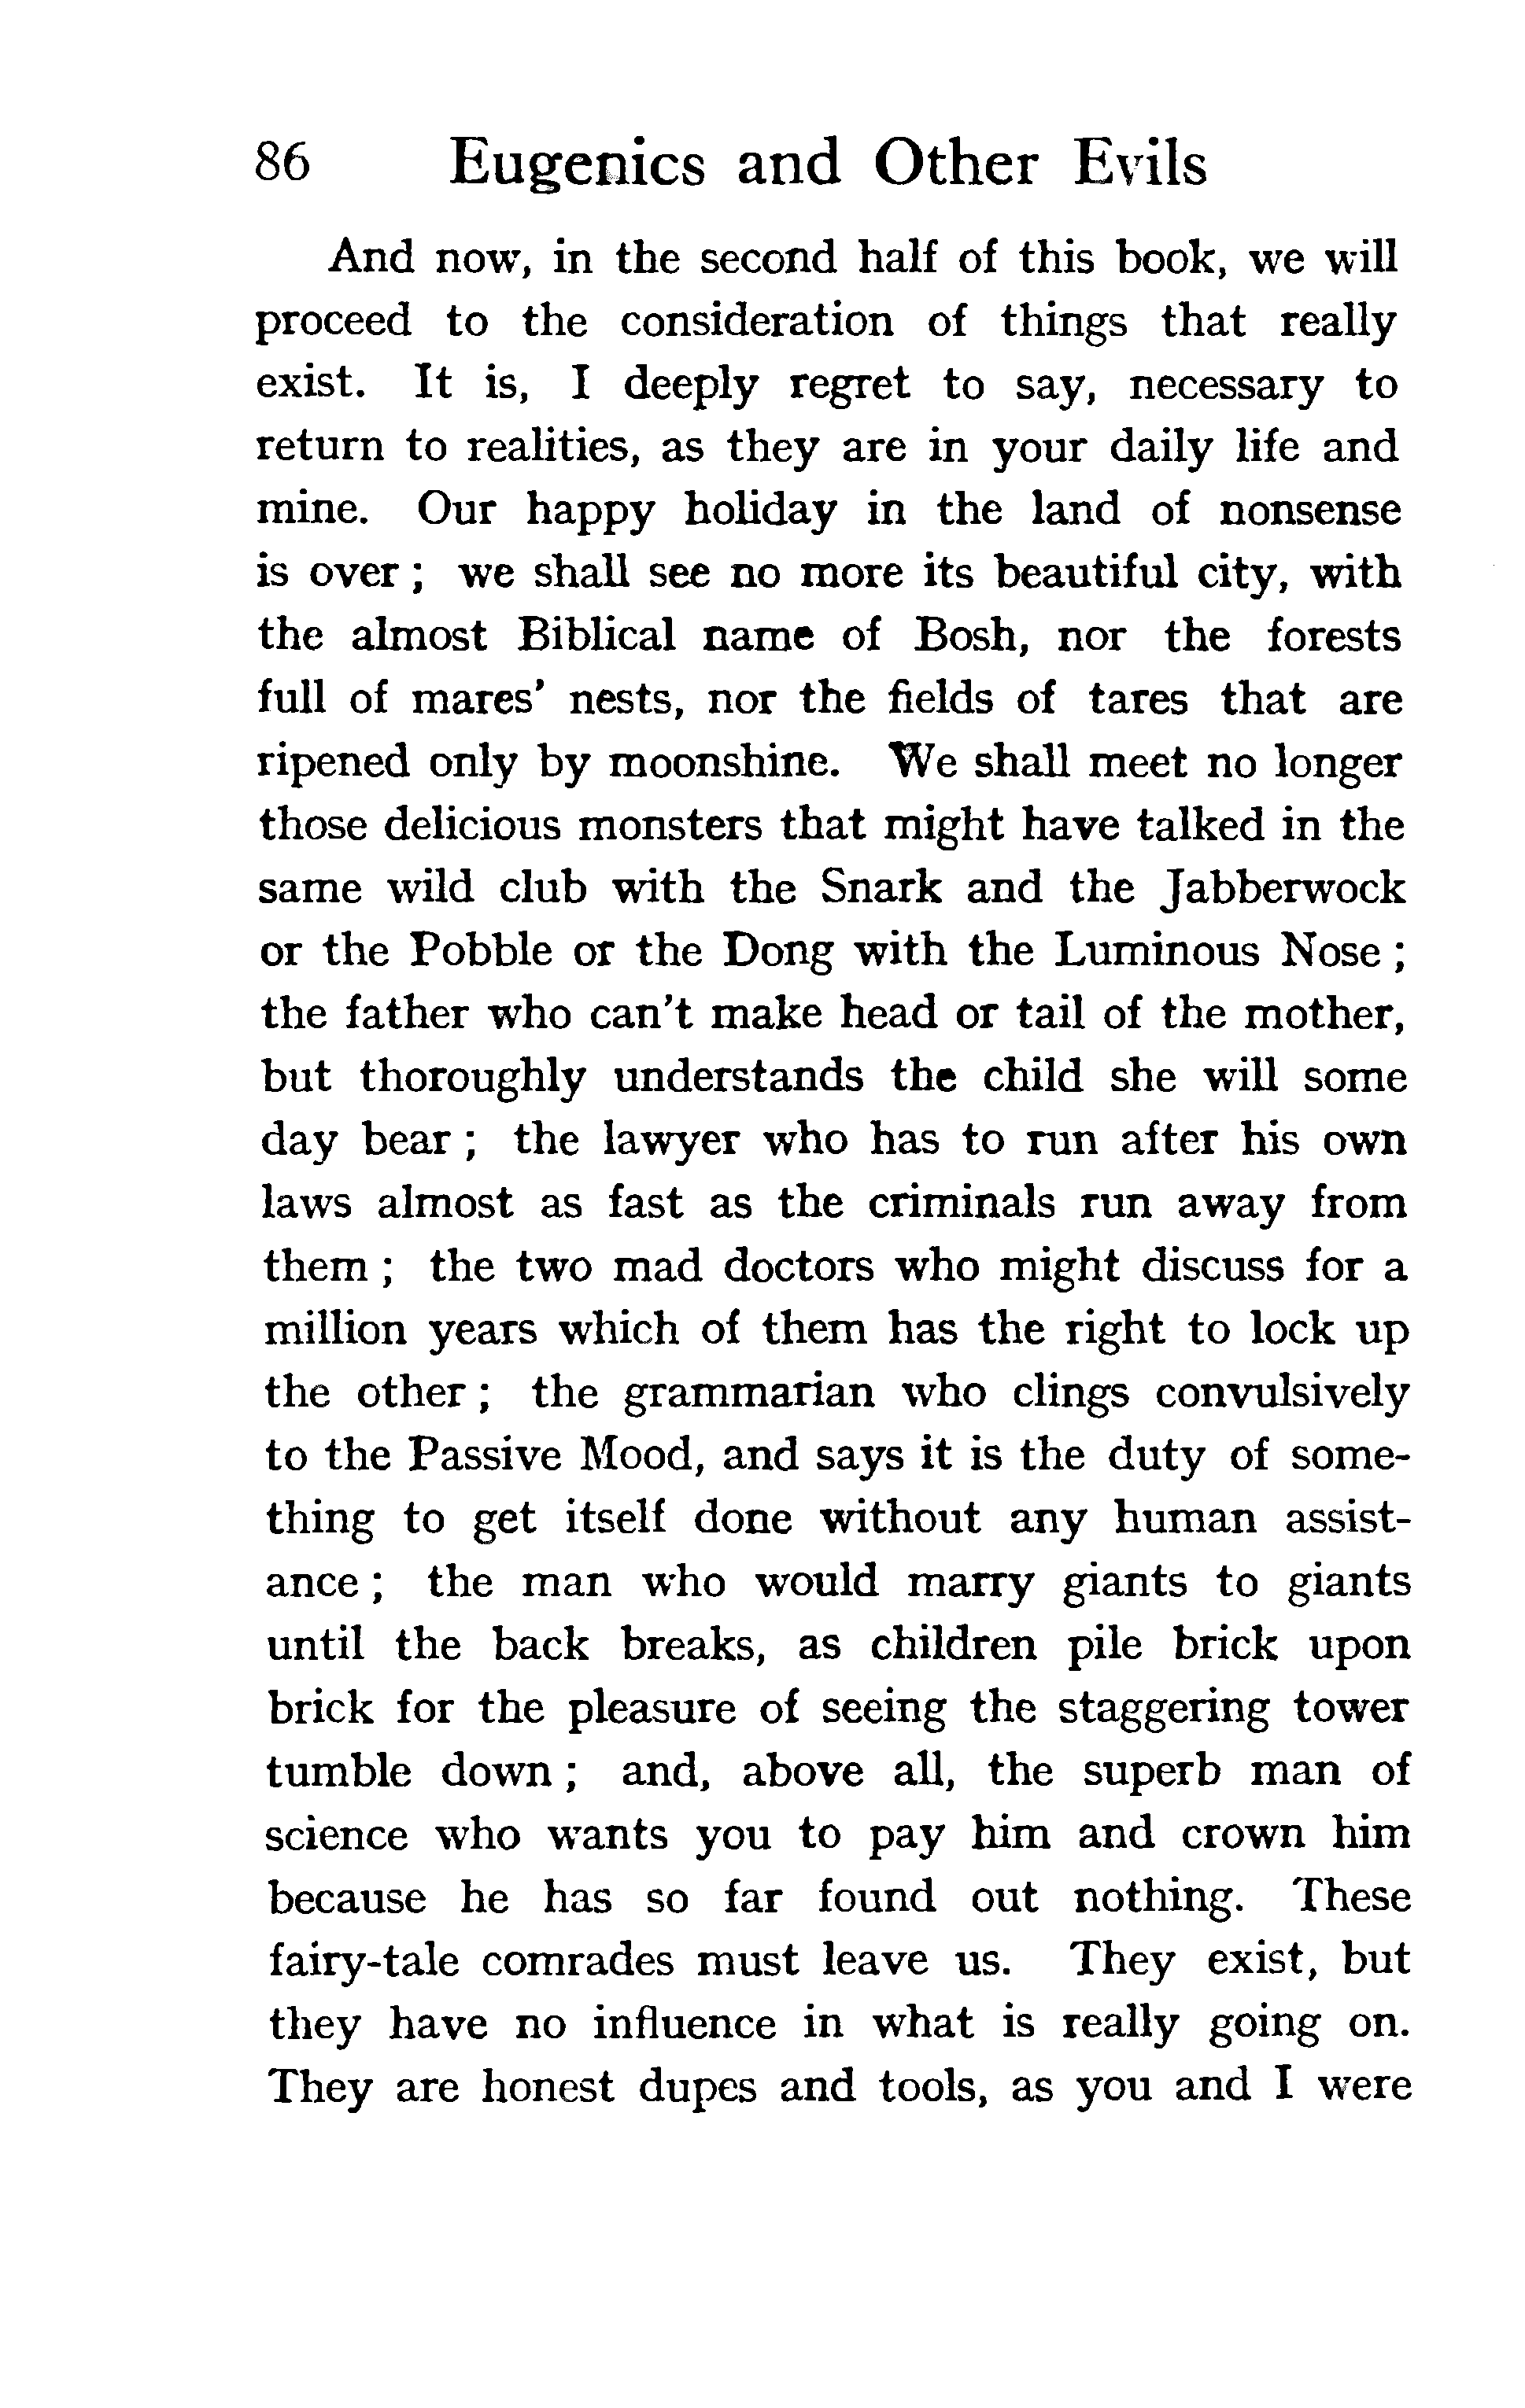 86 Eugenics and Other Evils
And now, in the second half of this book, we will
proceed to the consideration of things that really
exist. It is, I deeply regret to say, necessary to
return to realities, as they are in your daily life and
mine. Our happy holiday in the land of nonsense
is over ; we shall see no more its beautiful city, with
the almost Biblical name of Bosh, nor the forests
full of mares' nests, nor the fields of tares that are
ripened only by moonshine. We shall meet no longer
those delicious monsters that might have talked in the
same wild club with the Snark and the Jabberwock
or the Pobble or the Dong with the Luminous Nose ;
the father who can't make head or tail of the mother,
but thoroughly understands the child she will some
day bear ; the lawyer who has to run after his own
laws almost as fast as the criminals run away from
them ; the two mad doctors who might discuss for a
million years which of them has the right to lock up
the other ; the grammarian who clings convulsively
to the Passive Mood, and says it is the duty of some-
thing to get itself done without any human assist-
ance ; the man who would marry giants to giants
until the back breaks, as children pile brick upon
brick for the pleasure of seeing the staggering tower
tumble down ; and, above all, the superb man of
science who wants you to pay him and crown him
because he has so far found out nothing. These
fairy-tale comrades must leave us. They exist, but
they have no influence in what is really going on.
They are honest dupes and tools, as you and I were